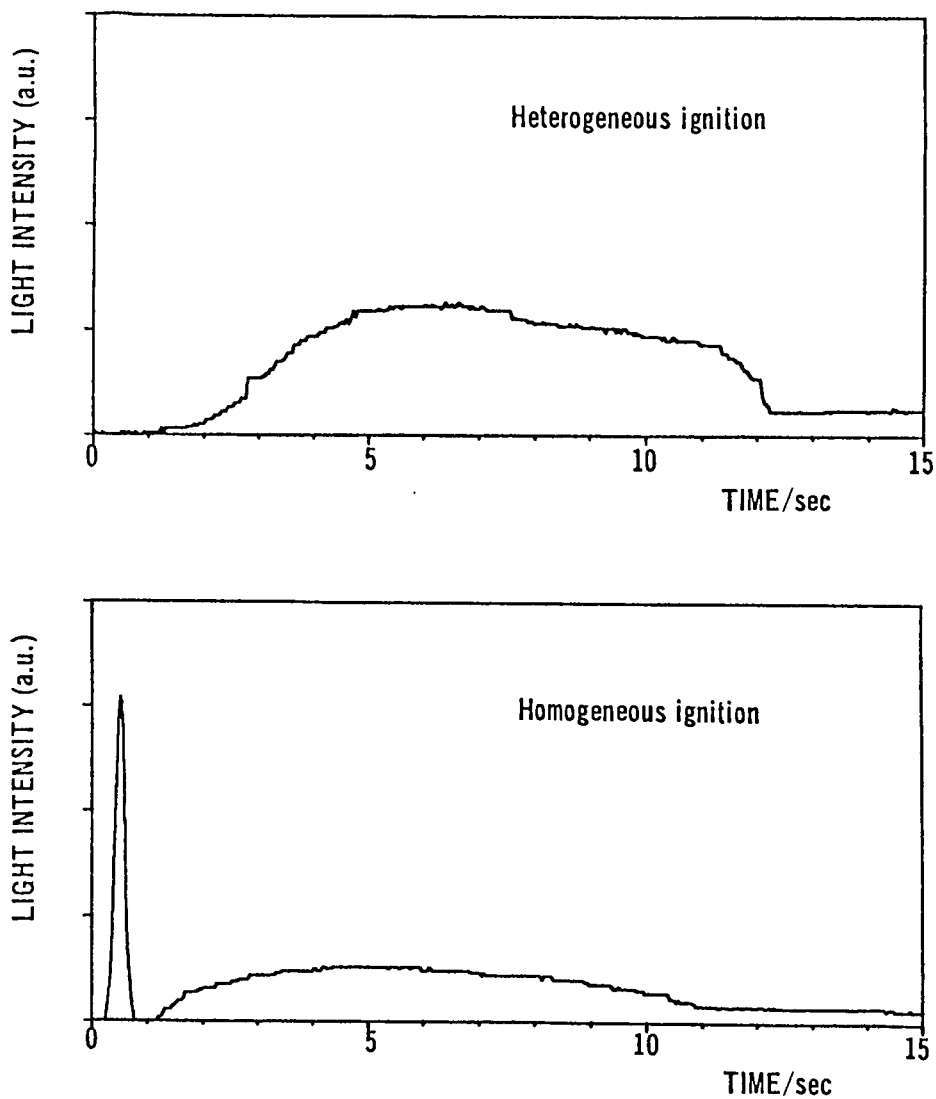 LIGHT INTENSITY (a.u.)
Heterogeneous ignition
0 5 10 15
TIME/sec
LIGHT INTENSITY (a.u.)
Homogeneous ignition
0 5 10 15
TIME/sec